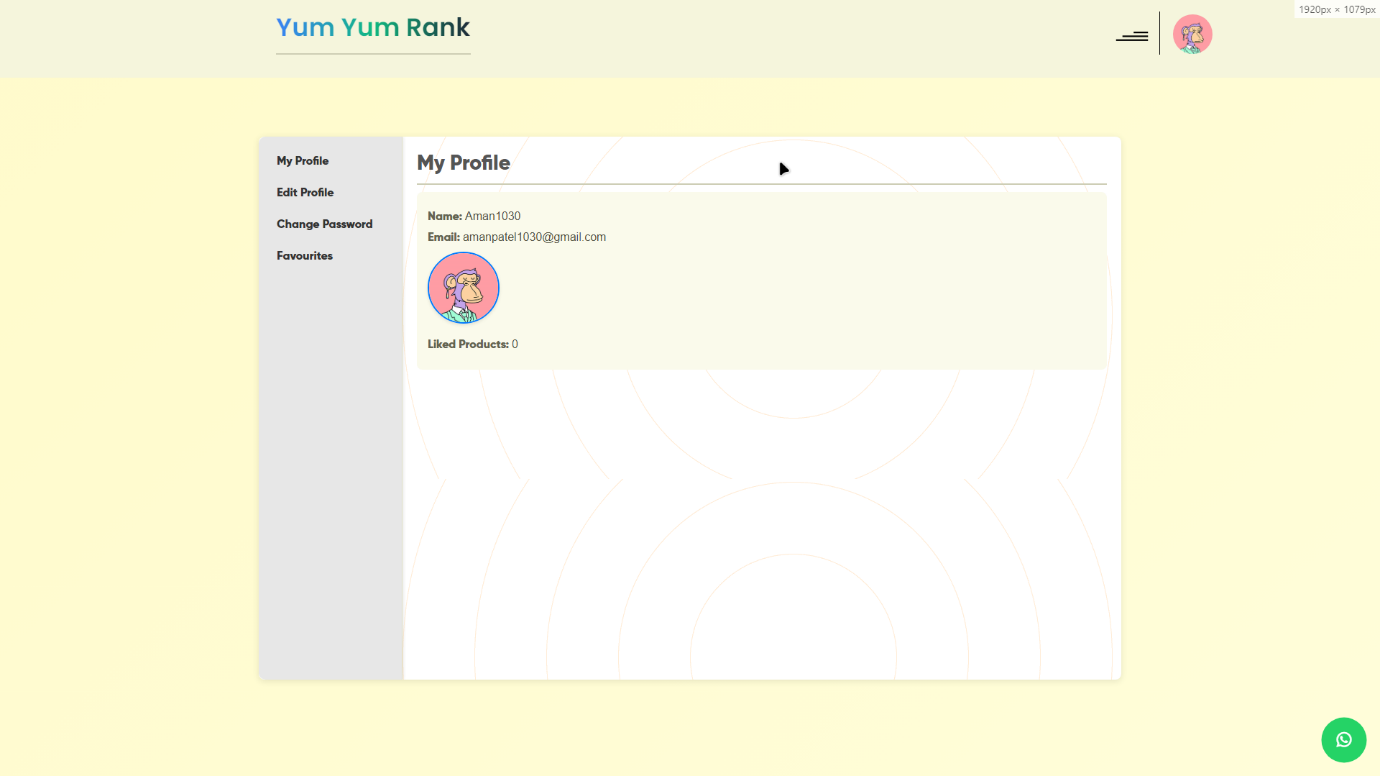 1920px × 1079px
Yum Yum Rank
My Profile
Edit Profile
Change Password
Favourites
My Profile
Name: Aman1030
Email: amanpatel1030@gmail.com
Liked Products: 0